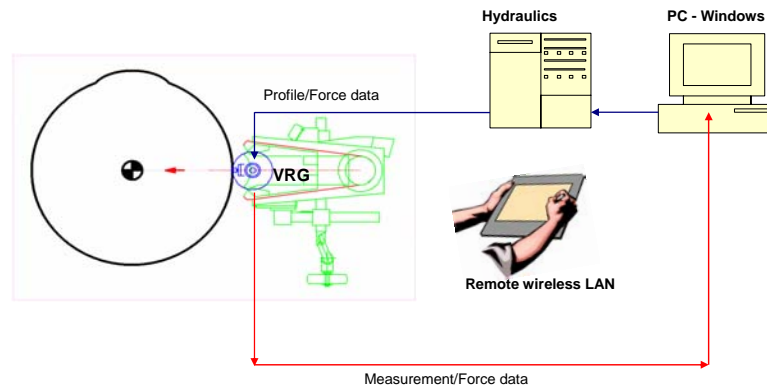 Hydraulics
PC - Windows
Profile/Force data
VRG
Remote wireless LAN
Measurement/Force data